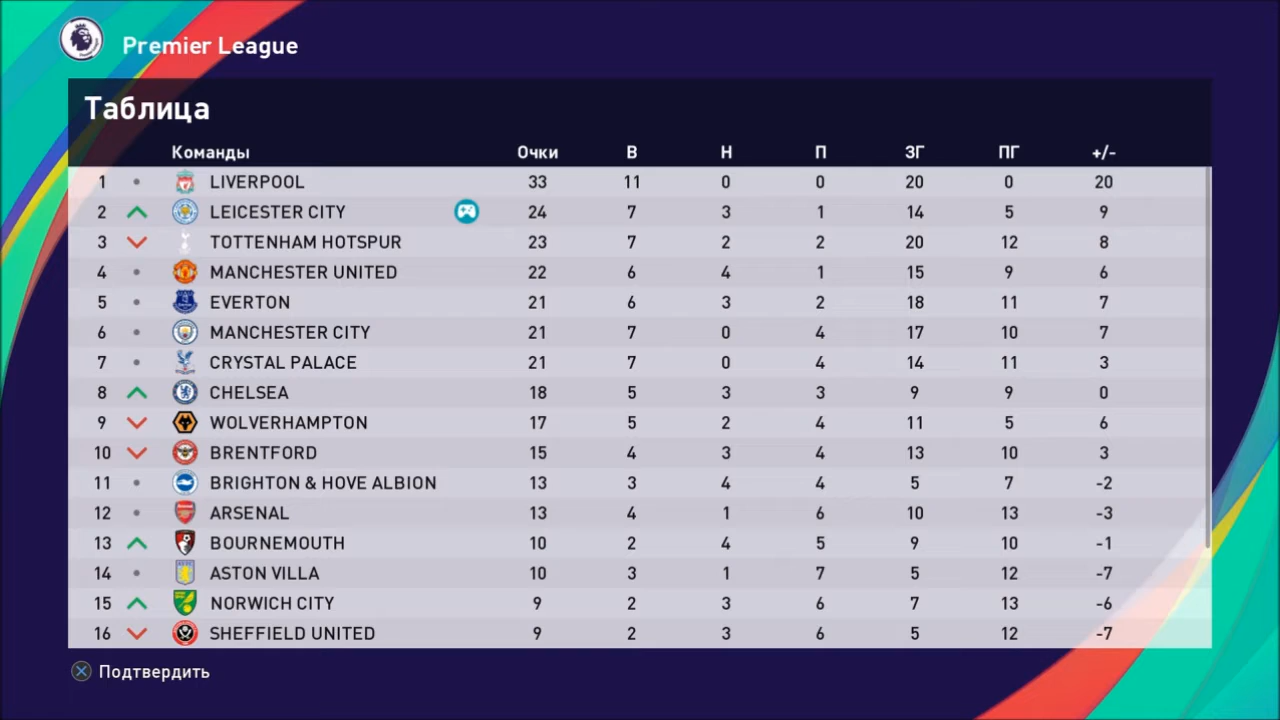 Premier League
Таблица
Команды Очки В Н П ЗГ ПГ +/-
1 LIVERPOOL 33 11 0 0 20 0 20
2 LEICESTER CITY 24 7 3 1 14 5 9
3 TOTTENHAM HOTSPUR 23 7 2 2 20 12 8
4 MANCHESTER UNITED 22 6 4 1 15 9 6
5 EVERTON 21 6 3 2 18 11 7
6 MANCHESTER CITY 21 7 0 4 17 10 7
7 CRYSTAL PALACE 21 7 0 4 14 11 3
8 CHELSEA 18 5 3 3 9 9 0
9 WOLVERHAMPTON 17 5 2 4 11 5 6
10 BRENTFORD 15 4 3 4 13 10 3
11 BRIGHTON & HOVE ALBION 13 3 4 4 5 7 -2
12 ARSENAL 13 4 1 6 10 13 -3
13 BOURNEMOUTH 10 2 4 5 9 10 -1
14 ASTON VILLA 10 3 1 7 5 12 -7
15 NORWICH CITY 9 2 3 6 7 13 -6
16 SHEFFIELD UNITED 9 2 3 6 5 12 -7
Подтвердить